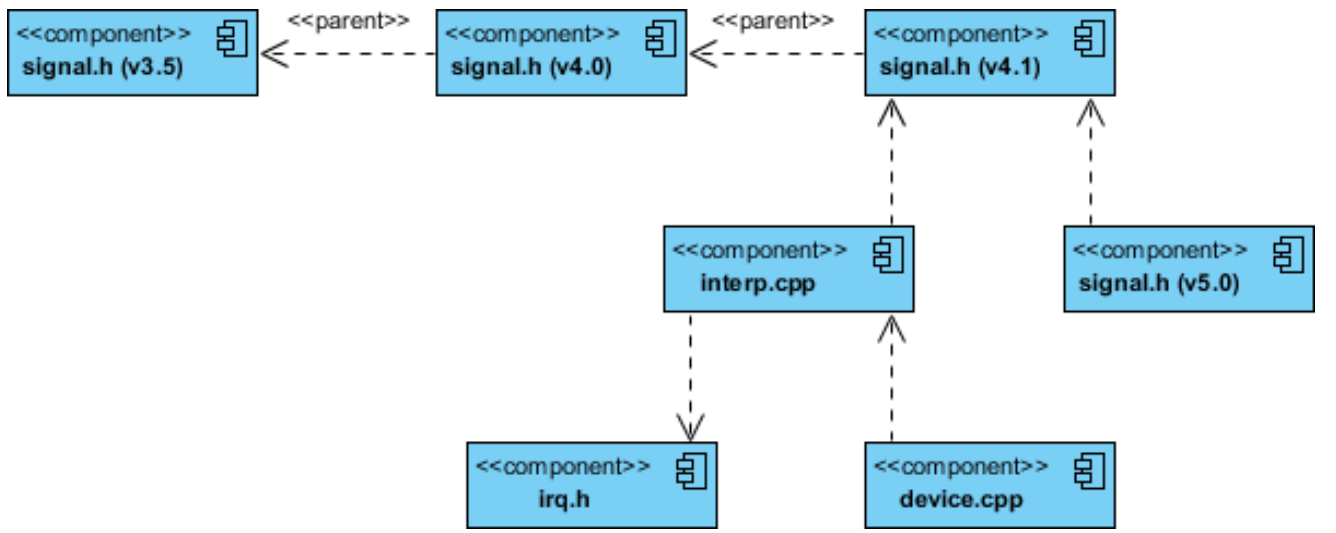 <<component>>
signal.h (v3.5)
<<parent>>
<<component>>
signal.h (v4.0)
<<parent>>
<<component>>
signal.h (v4.1)
<<component>>
interp.cpp
<<component>>
signal.h (v5.0)
<<component>>
irq.h
<<component>>
device.cpp